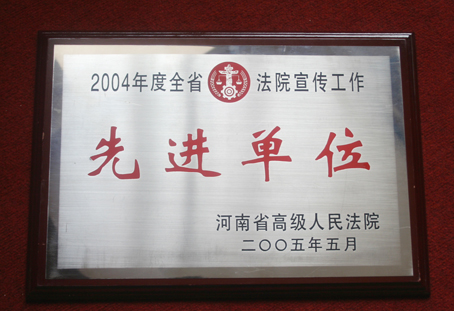 2004年度全省法院宣传工作
先进单位
河南省高级人民法院
二〇〇五年五月